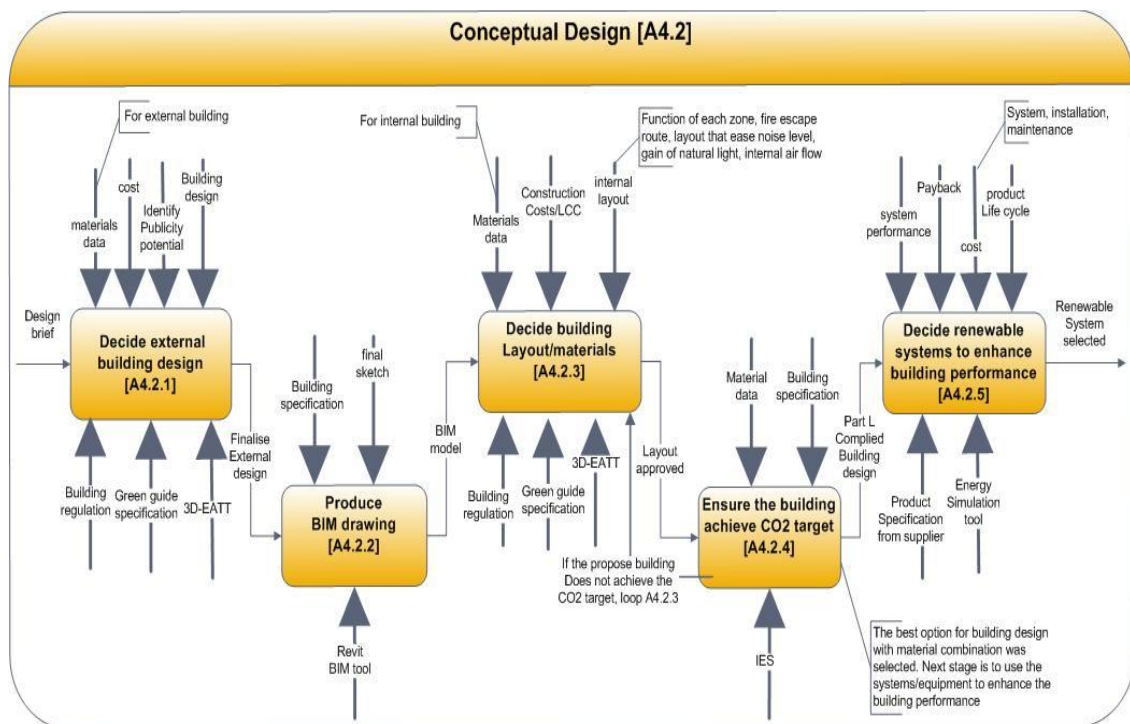 Conceptual Design [A4.2]
For external building
materials
data
cost
Identify
Publicity
potential
Building
design
Design
brief
Decide external
building design
[A4.2.1]
Building
regulation
Green guide
specification
3D-EATT
Finalise
External
design
Building
specification
final
sketch
Produce
BIM drawing
[A4.2.2]
Revit
BIM tool
BIM
model
For internal building
Function of each zone, fire escape
route, layout that ease noise level,
gain of natural light, internal air flow
Materials
data
Construction
Costs/LCC
internal
layout
Decide building
Layout/materials
[A4.2.3]
Building
regulation
Green guide
specification
3D-EATT
Layout
approved
If the propose building
Does not achieve the
CO2 target, loop A4.2.3
Material
data
Building
specification
Ensure the building
achieve CO2 target
[A4.2.4]
IES
Part L
Complied
Building
design
The best option for building design
with material combination was
selected. Next stage is to use the
systems/equipment to enhance the
building performance
System, installation,
maintenance
system
performance
Payback
cost
product
Life cycle
Decide renewable
systems to enhance
building performance
[A4.2.5]
Product
Specification
from supplier
Energy
Simulation
tool
Renewable
System
selected